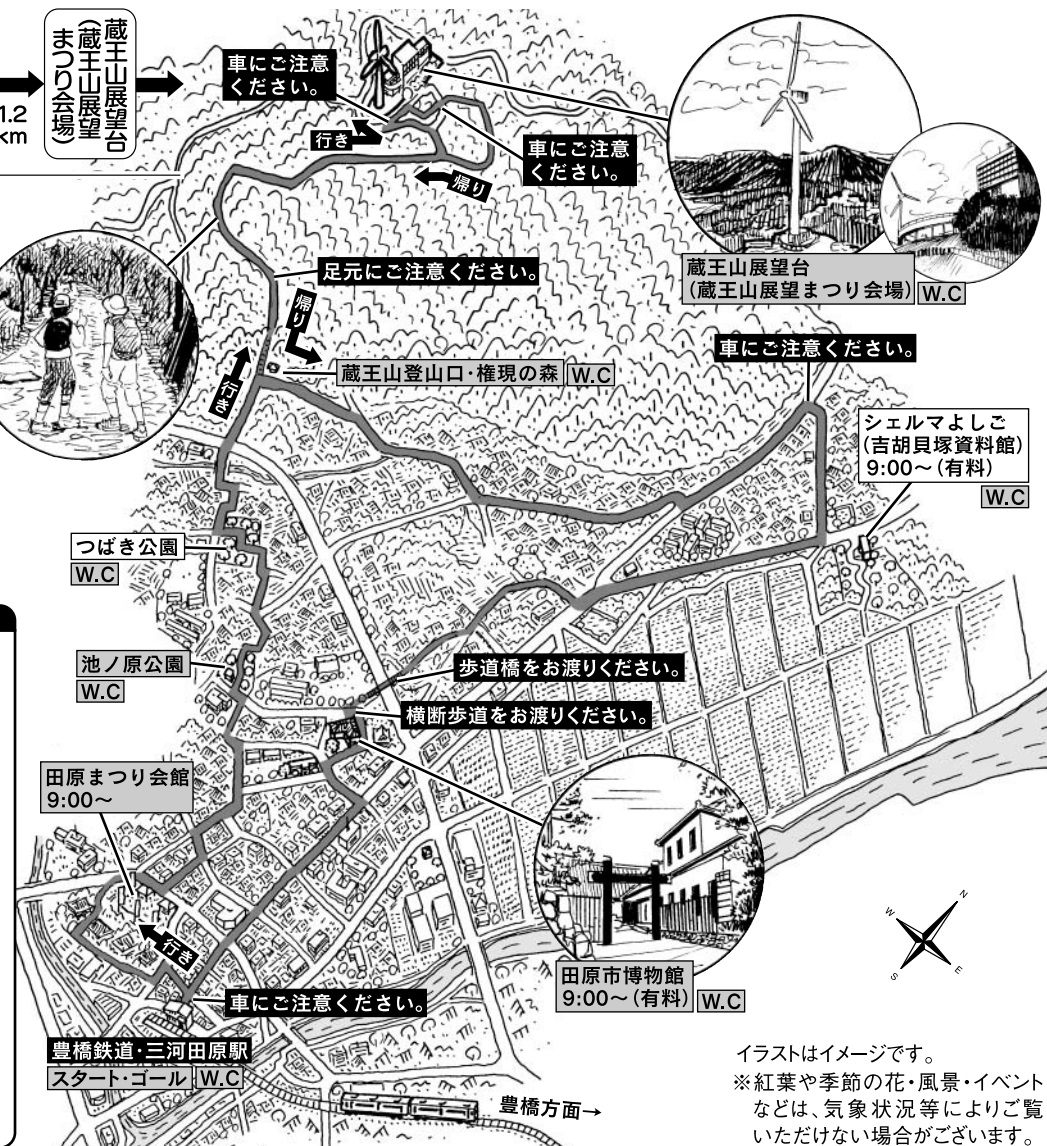 1.2
km
蔵王山展望台
(蔵王山展望
まつり会場)
車にご注意
ください。
行き
車にご注意
ください。
帰り
蔵王山展望台
(蔵王山展望まつり会場)
W.C
足元にご注意ください。
帰り
行き
蔵王山登山口・権現の森
W.C
車にご注意ください。
シェルマよしご
(吉胡貝塚資料館)
9:00~(有料)
W.C
つばき公園
W.C
池ノ原公園
W.C
歩道橋をお渡りください。
横断歩道をお渡りください。
田原まつり会館
9:00~
行き
車にご注意ください。
田原市博物館
9:00~(有料)
W.C
N
W
S
E
豊橋鉄道・三河田原駅
スタート・ゴール
W.C
豊橋方面→
イラストはイメージです。
※紅葉や季節の花・風景・イベント
などは、気象状況等によりご覧
いただけない場合がございます。